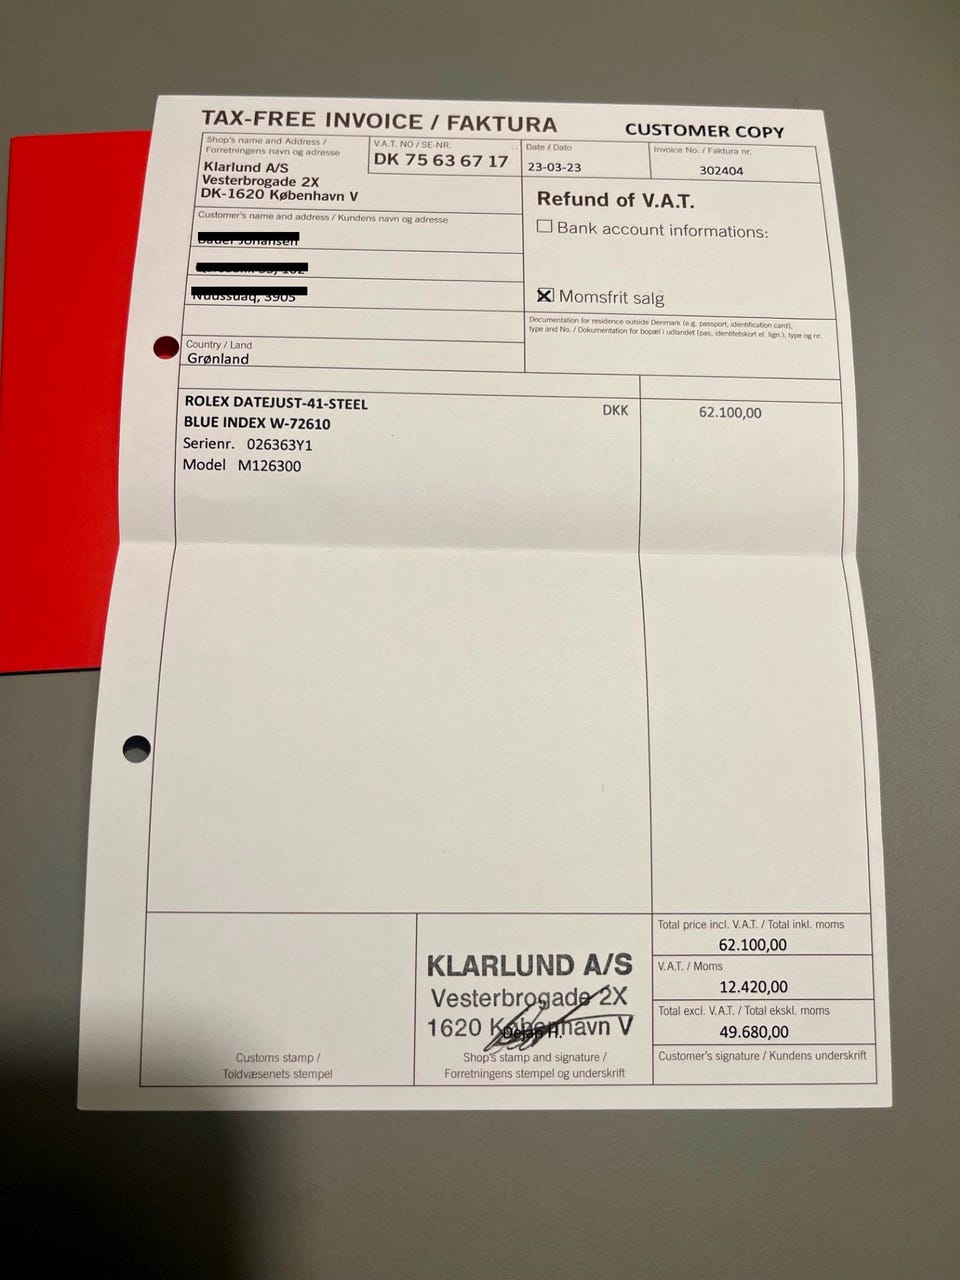 TAX-FREE INVOICE / FAKTURA
CUSTOMER COPY
Shop's name and Address /
Forretningens navn og adresse
Klarlund A/S
Vesterbrogade 2X
DK-1620 København V
V.A.T. NO / SE-NR.
DK 75 63 67 17
Date / Dato
23-03-23
Invoice No. / Faktura nr.
302404
Customer's name and address / Kundens navn og adresse
Country / Land
Grønland
Refund of V.A.T.
Bank account informations:
Momsfrit salg
Documentation for residence outside Denmark (e.g. passport, identification card),
type and No. / Dokumentation for bopæl i udlandet (pas, identitetskort el. lign.), type og nr.
ROLEX DATEJUST-41-STEEL
DKK
62.100,00
BLUE INDEX W-72610
Serienr. 026363Y1
Model M126300
Customs stamp /
Toldvæsenets stempel
KLARLUND A/S
Vesterbrogade 2X
1620 København V
Dejan H.
Shop's stamp and signature /
Forretningens stempel og underskrift
Total price incl. V.A.T. / Total inkl. moms
62.100,00
V.A.T. / Moms
12.420,00
Total excl. V.A.T. / Total ekskl. moms
49.680,00
Customer's signature / Kundens underskrift